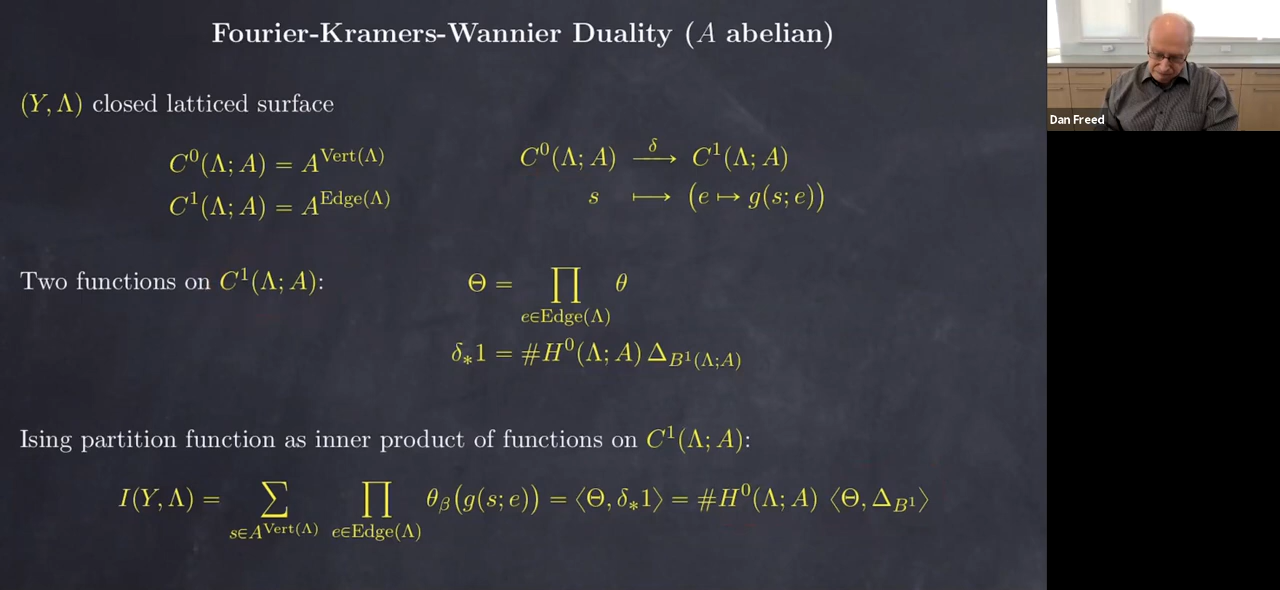 Fourier-Kramers-Wannier Duality (A abelian)
Dan Freed
(Y, Λ) closed latticed surface
C⁰(Λ; A) = A^Vert(Λ)
C¹(Λ; A) = A^Edge(Λ)
C⁰(Λ; A) —δ→ C¹(Λ; A)
s ⟼ (e ↦ g(s; e))
Two functions on C¹(Λ; A):
Θ = ∏_{e∈Edge(Λ)} θ
δ_*1 = #H⁰(Λ; A) Δ_{B¹(Λ;A)}
Ising partition function as inner product of functions on C¹(Λ; A):
I(Y, Λ) = ∑_{s∈A^Vert(Λ)} ∏_{e∈Edge(Λ)} θ_β(g(s; e)) = ⟨Θ, δ_*1⟩ = #H⁰(Λ; A) ⟨Θ, Δ_{B¹}⟩